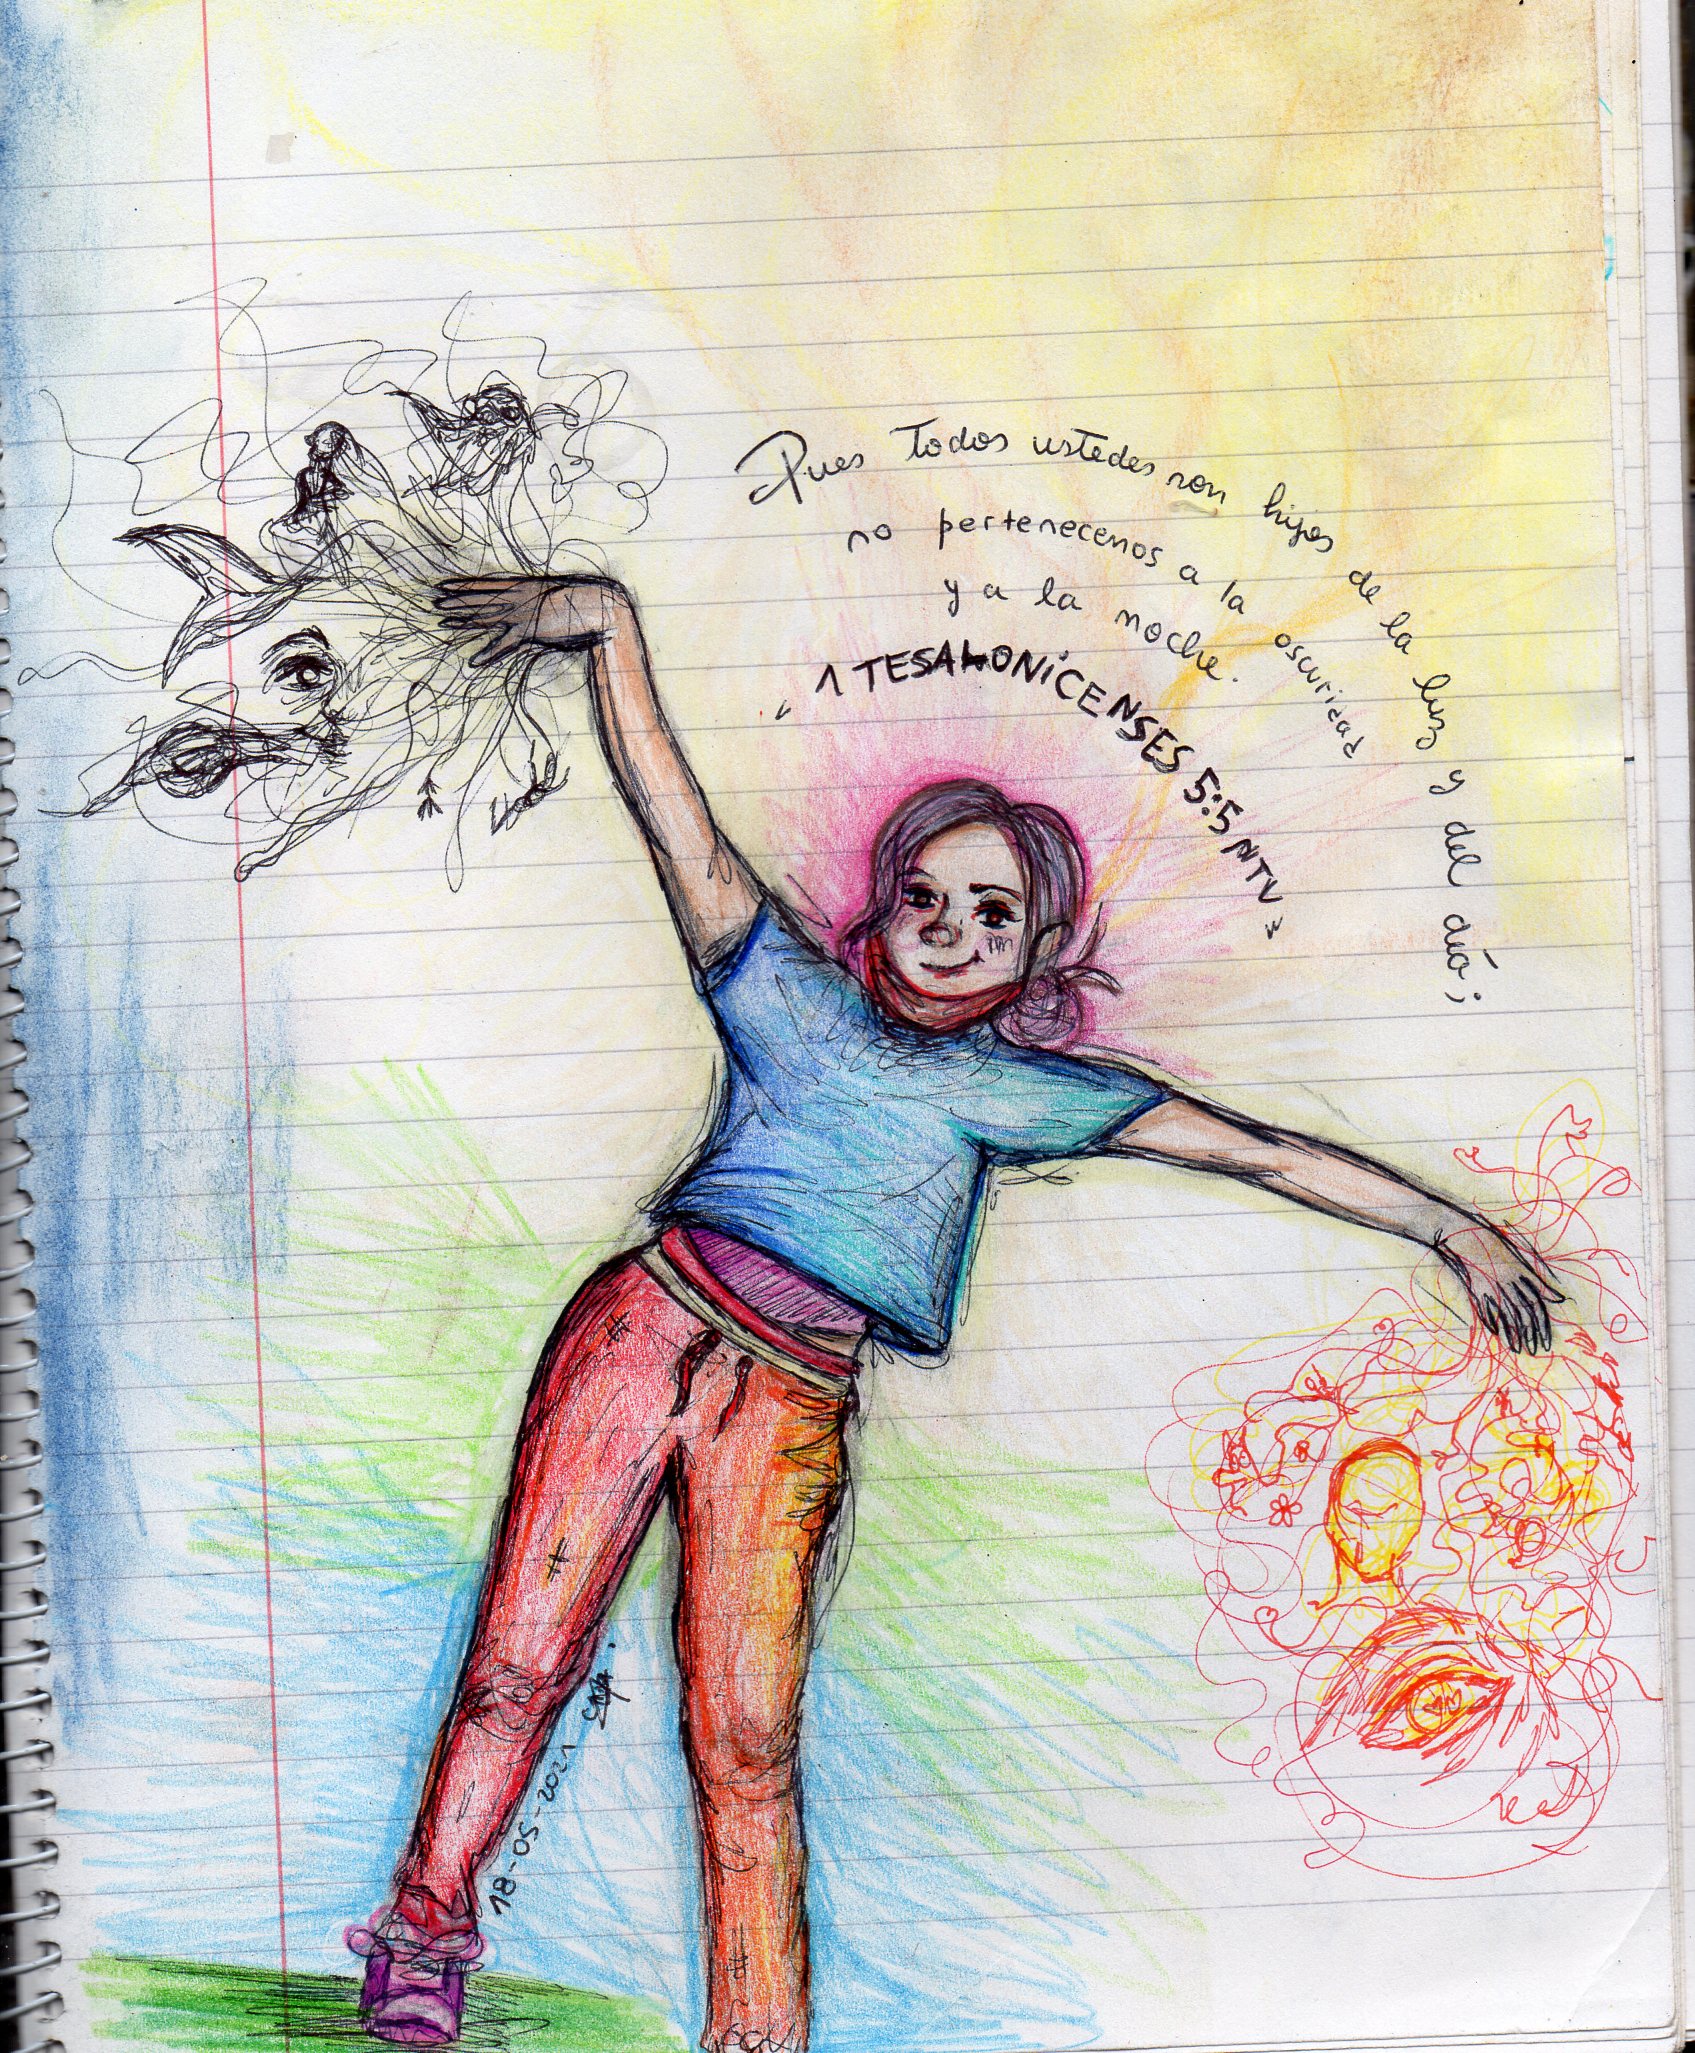 Pues Todos ustedes son hijos de la luz y del día;
no pertenecemos a la oscuridad
y a la noche.
1 TESALONICENSES 5:5 NTV
18-05-2021